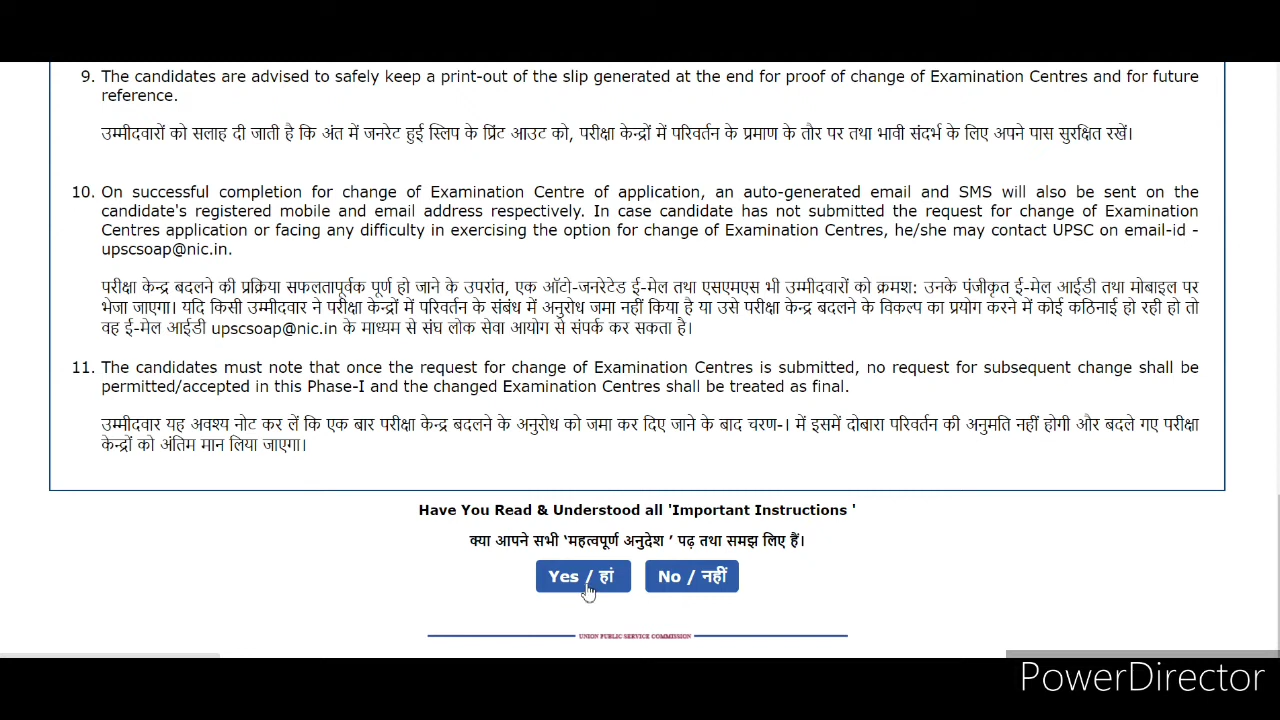 9. The candidates are advised to safely keep a print-out of the slip generated at the end for proof of change of Examination Centres and for future
reference.
उम्मीदवारों को सलाह दी जाती है कि अंत में जनरेट हुई स्लिप के प्रिंट आउट को, परीक्षा केन्द्रों में परिवर्तन के प्रमाण के तौर पर तथा भावी संदर्भ के लिए अपने पास सुरक्षित रखें।
10. On successful completion for change of Examination Centre of application, an auto-generated email and SMS will also be sent on the
candidate's registered mobile and email address respectively. In case candidate has not submitted the request for change of Examination
Centres application or facing any difficulty in exercising the option for change of Examination Centres, he/she may contact UPSC on email-id -
upscsoap@nic.in.
परीक्षा केन्द्र बदलने की प्रक्रिया सफलतापूर्वक पूर्ण हो जाने के उपरांत, एक ऑटो-जनरेटेड ई-मेल तथा एसएमएस भी उम्मीदवारों को क्रमश: उनके पंजीकृत ई-मेल आईडी तथा मोबाइल पर
भेजा जाएगा। यदि किसी उम्मीदवार ने परीक्षा केन्द्रों में परिवर्तन के संबंध में अनुरोध जमा नहीं किया है या उसे परीक्षा केन्द्र बदलने के विकल्प का प्रयोग करने में कोई कठिनाई हो रही हो तो
वह ई-मेल आईडी upscsoap@nic.in के माध्यम से संघ लोक सेवा आयोग से संपर्क कर सकता है।
11. The candidates must note that once the request for change of Examination Centres is submitted, no request for subsequent change shall be
permitted/accepted in this Phase-I and the changed Examination Centres shall be treated as final.
उम्मीदवार यह अवश्य नोट कर लें कि एक बार परीक्षा केन्द्र बदलने के अनुरोध को जमा कर दिए जाने के बाद चरण-। में इसमें दोबारा परिवर्तन की अनुमति नहीं होगी और बदले गए परीक्षा
केन्द्रों को अंतिम मान लिया जाएगा।
Have You Read & Understood all 'Important Instructions '
क्या आपने सभी ‘महत्वपूर्ण अनुदेश ’ पढ़ तथा समझ लिए हैं।
Yes / हां No / नहीं
UNION PUBLIC SERVICE COMMISSION
PowerDirector